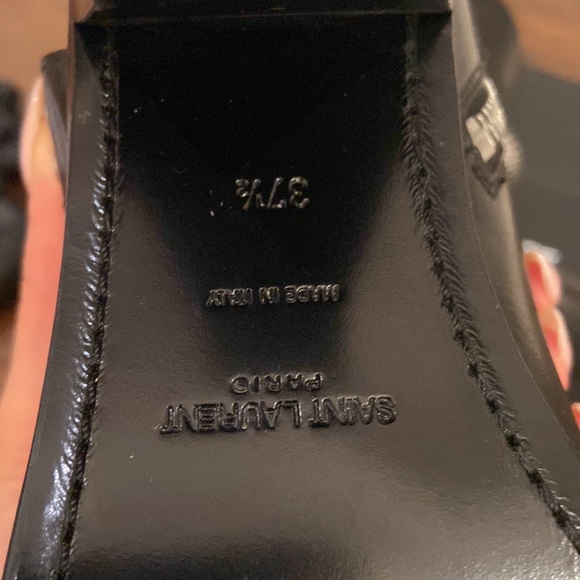 SAINT LAURENT
PARIS
MADE IN ITALY
37½